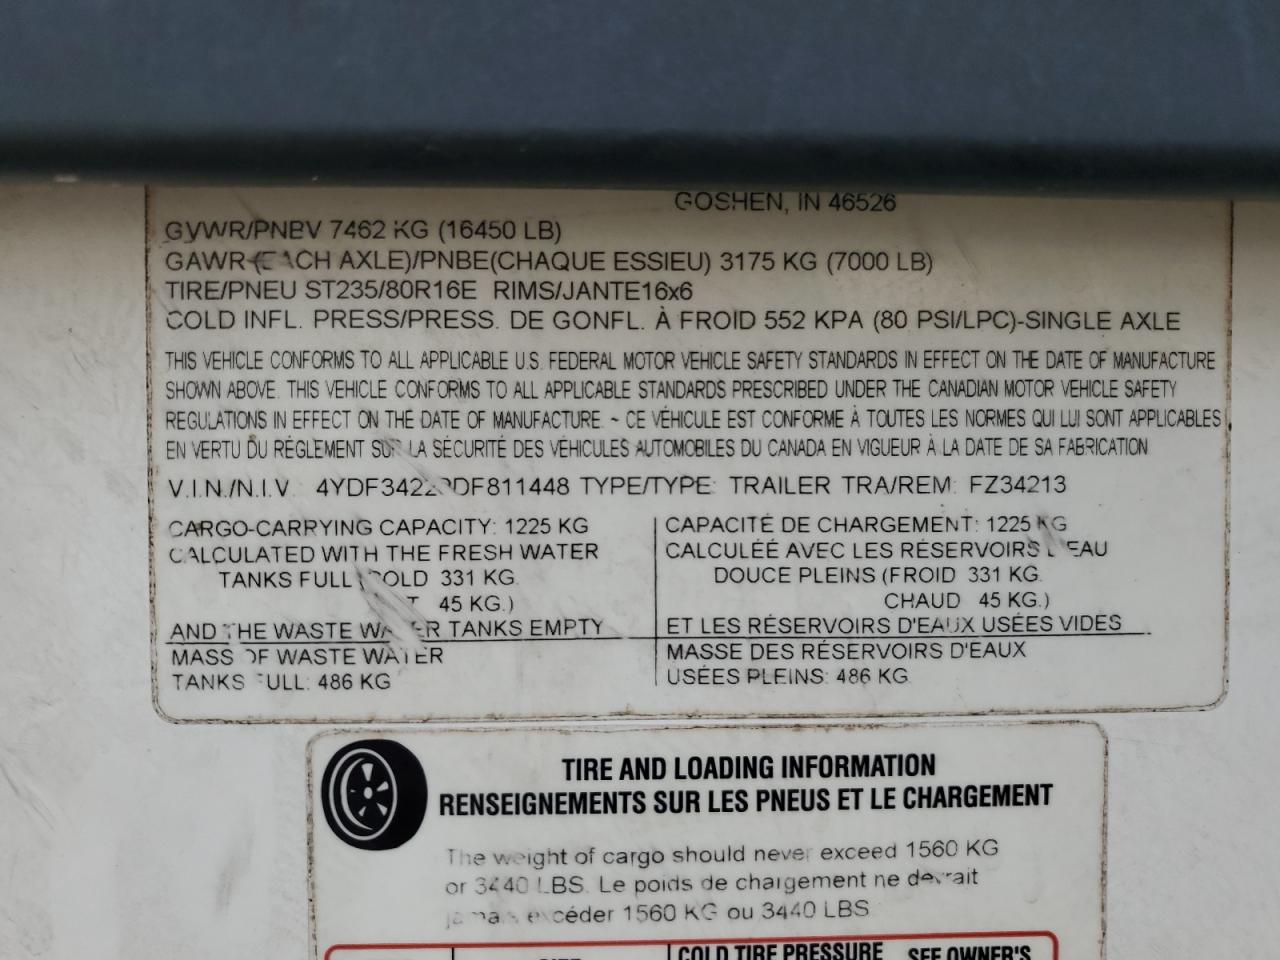 GOSHEN, IN 46526
GVWR/PNBV 7462 KG (16450 LB)
GAWR (EACH AXLE)/PNBE(CHAQUE ESSIEU) 3175 KG (7000 LB)
TIRE/PNEU ST235/80R16E RIMS/JANTE16x6
COLD INFL. PRESS/PRESS. DE GONFL. À FROID 552 KPA (80 PSI/LPC)-SINGLE AXLE
THIS VEHICLE CONFORMS TO ALL APPLICABLE U.S. FEDERAL MOTOR VEHICLE SAFETY STANDARDS IN EFFECT ON THE DATE OF MANUFACTURE
SHOWN ABOVE. THIS VEHICLE CONFORMS TO ALL APPLICABLE STANDARDS PRESCRIBED UNDER THE CANADIAN MOTOR VEHICLE SAFETY
REGULATIONS IN EFFECT ON THE DATE OF MANUFACTURE. ~ CE VÉHICULE EST CONFORME À TOUTES LES NORMES QUI LUI SONT APPLICABLES
EN VERTU DU RÉGLEMENT SUR LA SÉCURITÉ DES VÉHICULES AUTOMOBILES DU CANADA EN VIGUEUR À LA DATE DE SA FABRICATION
V.I.N./N.I.V. TYPE/TYPE: TRAILER TRA/REM: FZ34213
CARGO-CARRYING CAPACITY: 1225 KG
CALCULATED WITH THE FRESH WATER
TANKS FULL (COLD 331 KG.
45 KG.)
AND THE WASTE WATER TANKS EMPTY
MASS OF WASTE WATER
TANKS FULL: 486 KG
CAPACITÉ DE CHARGEMENT: 1225 KG
CALCULÉE AVEC LES RÉSERVOIRS D'EAU
DOUCE PLEINS (FROID 331 KG.
CHAUD 45 KG.)
ET LES RÉSERVOIRS D'EAUX USÉES VIDES
MASSE DES RÉSERVOIRS D'EAUX
USÉES PLEINS: 486 KG
TIRE AND LOADING INFORMATION
RENSEIGNEMENTS SUR LES PNEUS ET LE CHARGEMENT
The weight of cargo should never exceed 1560 KG
or 3440 LBS. Le poids de chargement ne devrait
jamais excéder 1560 KG ou 3440 LBS
COLD TIRE PRESSURE SEE OWNER'S